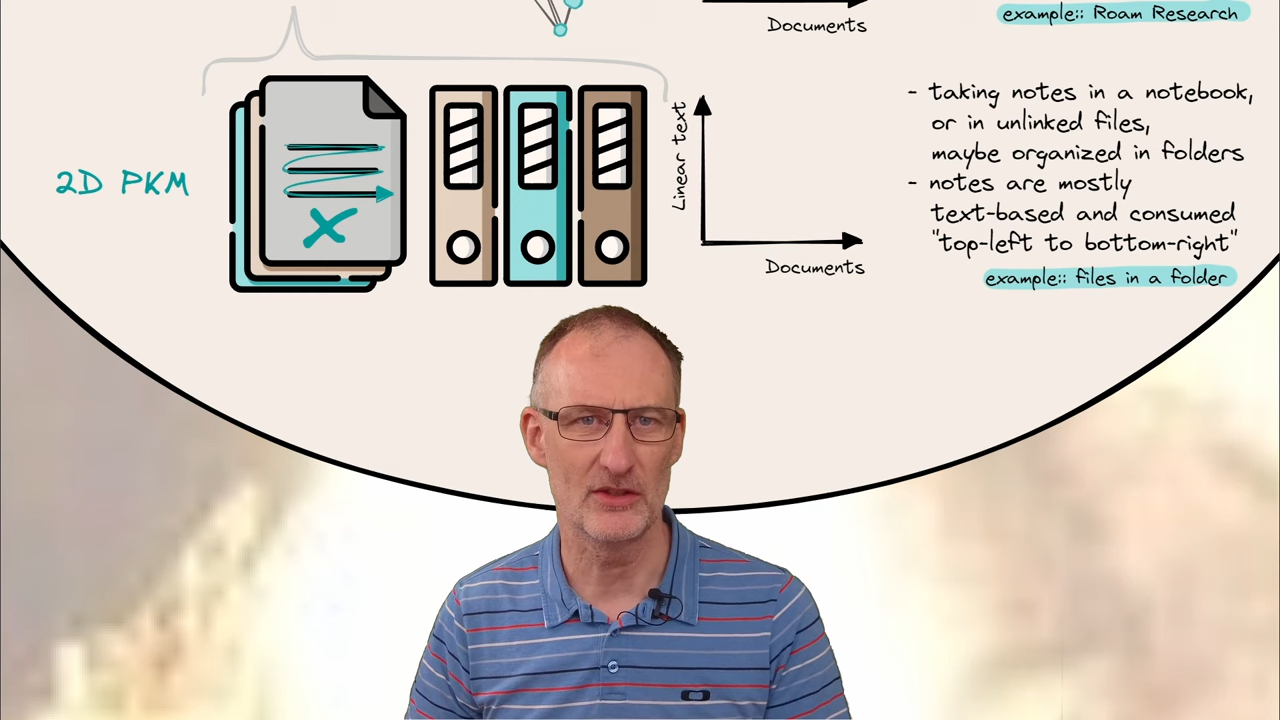 Documents
example:: Roam Research
2D PKM
Linear text
Documents
- taking notes in a notebook,
or in unlinked files,
maybe organized in folders
- notes are mostly
text-based and consumed
"top-left to bottom-right"
example:: files in a folder